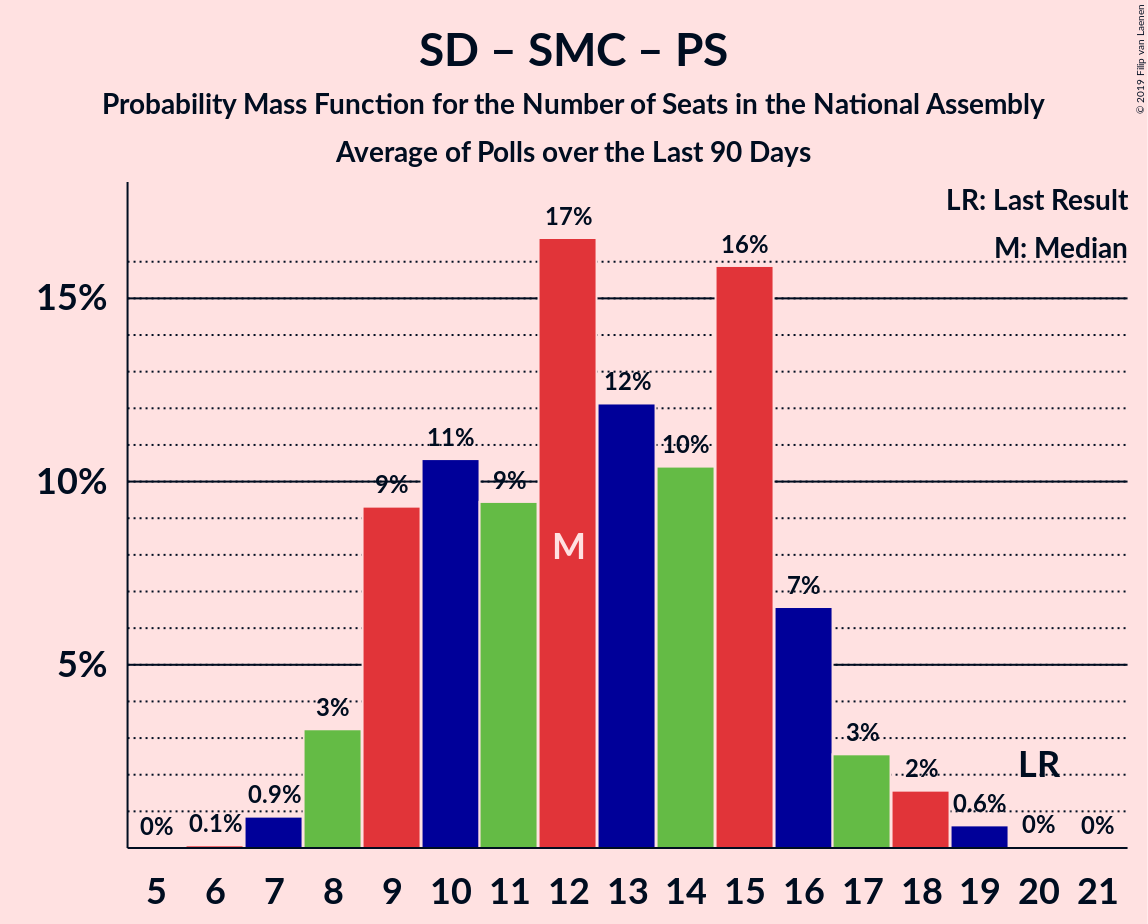 SD – SMC – PS
Probability Mass Function for the Number of Seats in the National Assembly
Average of Polls over the Last 90 Days
© 2019 Filip van Laenen
LR: Last Result
M: Median
15%
10%
5%
0%
0.1%
0.9%
3%
9%
11%
9%
17%
12%
10%
16%
7%
3%
2%
0.6%
0%
0%
M
LR
5 6 7 8 9 10 11 12 13 14 15 16 17 18 19 20 21